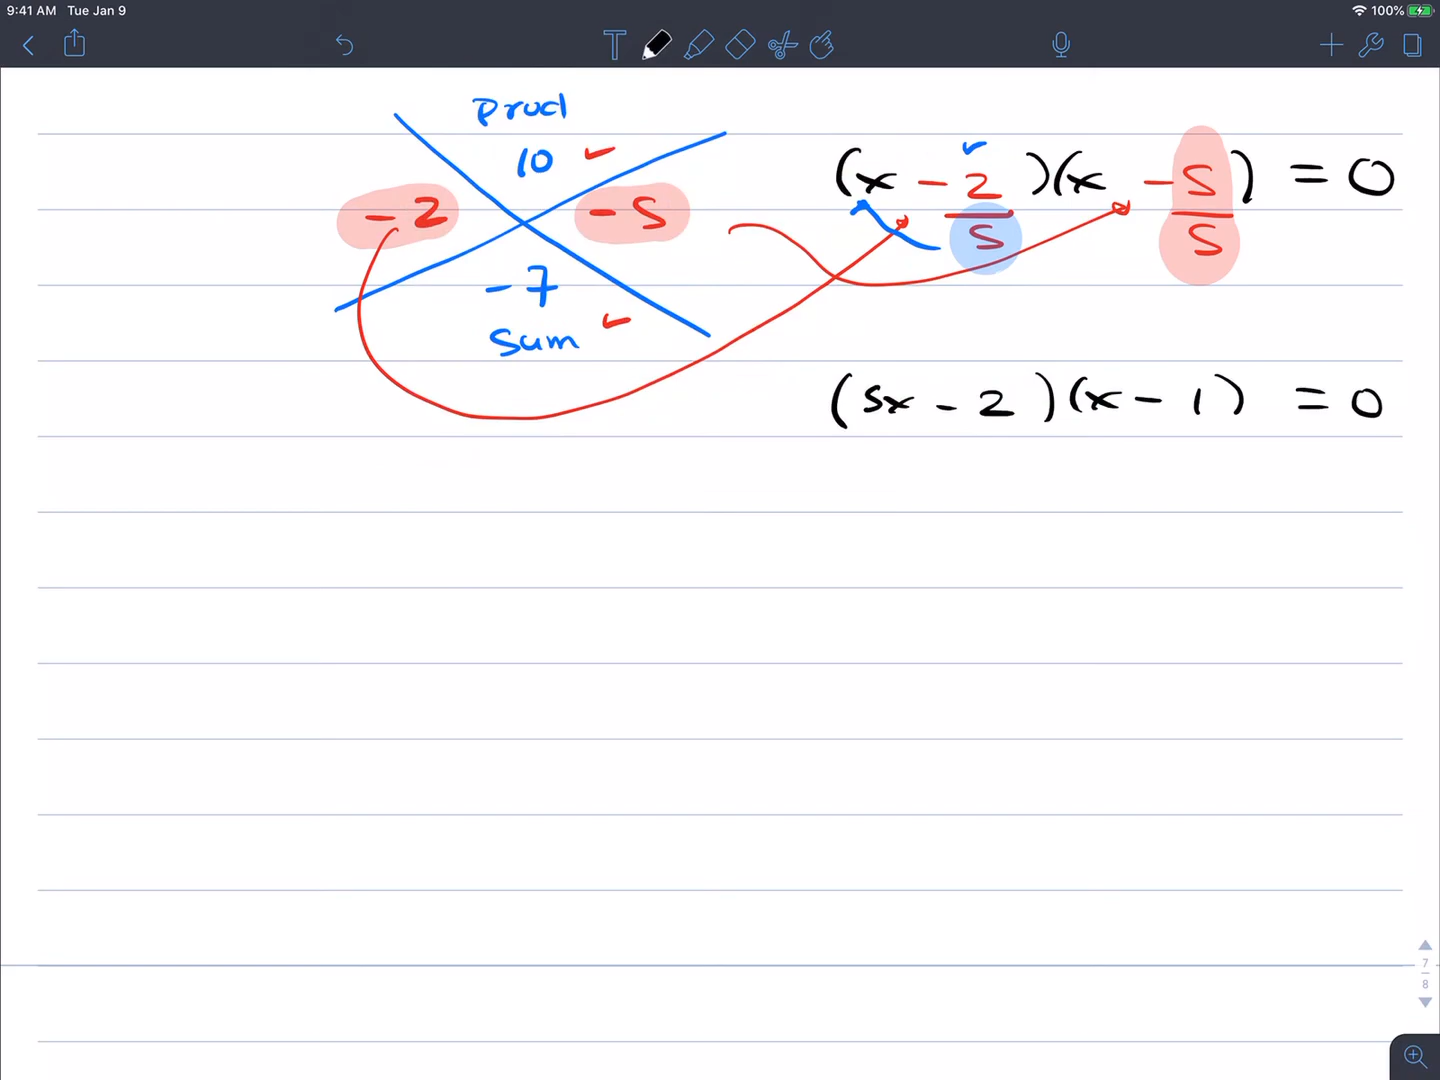 9:41 AM Tue Jan 9
100%
T
Prod
10
-2 -5
-7
Sum
(x - 2/5)(x - 5/5) = 0
(5x - 2)(x - 1) = 0
7
8